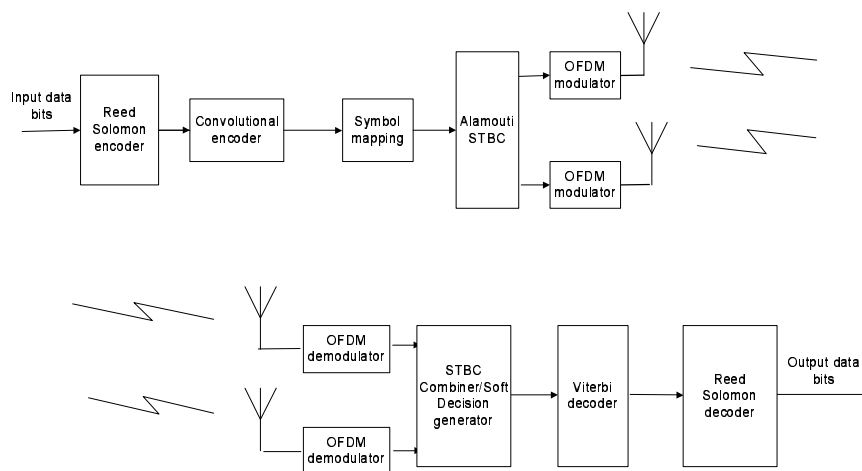 Input data
bits
Reed
Solomon
encoder
Convolutional
encoder
Symbol
mapping
Alamouti
STBC
OFDM
modulator
OFDM
modulator
OFDM
demodulator
OFDM
demodulator
STBC
Combiner/Soft
Decision
generator
Viterbi
decoder
Reed
Solomon
decoder
Output data
bits